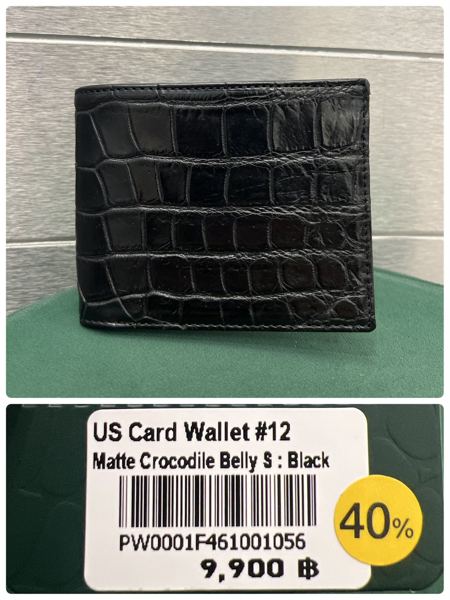 US Card Wallet #12
Matte Crocodile Belly S : Black
PW0001F461001056
9,900 ฿
40%